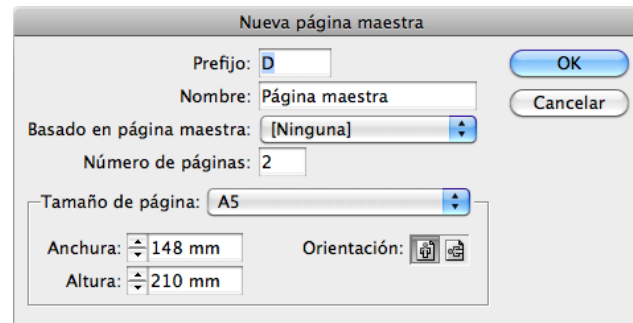 Nueva página maestra
Prefijo: D
OK
Nombre: Página maestra
Cancelar
Basado en página maestra: [Ninguna]
Número de páginas: 2
Tamaño de página: A5
Anchura: 148 mm
Orientación:
Altura: 210 mm